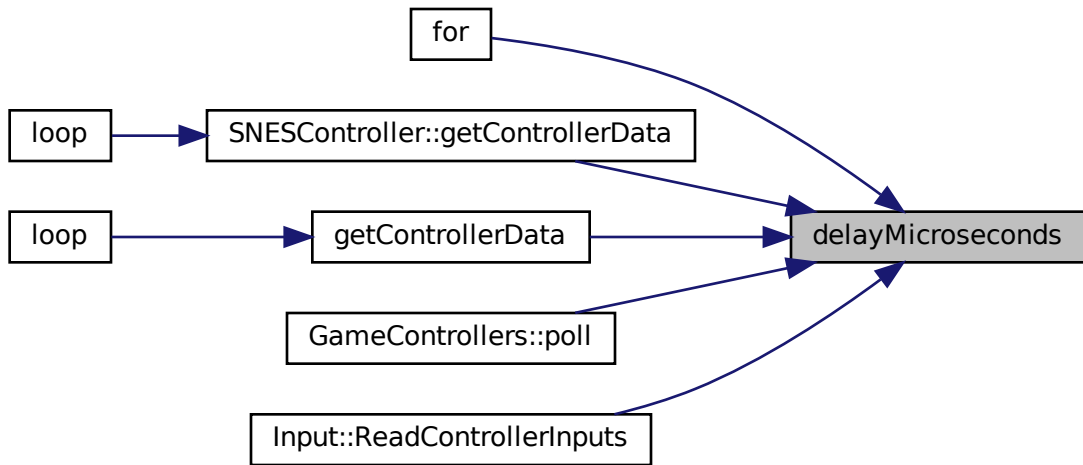 for
loop
SNESController::getControllerData
loop
getControllerData
delayMicroseconds
GameControllers::poll
Input::ReadControllerInputs